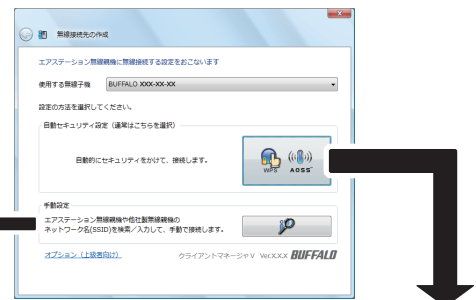 無線接続先の作成
エアステーション無線親機に無線接続する設定をおこないます
使用する無線子機
BUFFALO XXX-XX-XX
設定の方法を選択してください。
自動セキュリティ設定（通常はこちらを選択）
自動的にセキュリティをかけて、接続します。
WPS AOSS
手動設定
エアステーション無線親機や他社製無線親機の
ネットワーク名(SSID)を検索／入力して、手動で接続します。
オプション（上級者向け）
クライアントマネージャV Ver.X.X.X BUFFALO